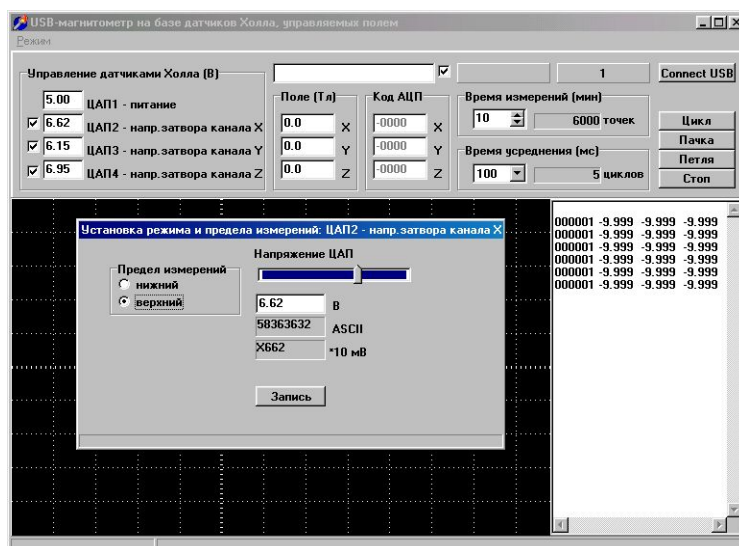 USB-магнитометр на базе датчиков Холла, управляемых полем
Режим
Управление датчиками Холла (В)
5.00 ЦАП1 - питание
6.62 ЦАП2 - напр.затвора канала X
6.15 ЦАП3 - напр.затвора канала Y
6.95 ЦАП4 - напр.затвора канала Z
Поле (Тл)
0.0 X
0.0 Y
0.0 Z
Код АЦП
-0000 X
-0000 Y
-0000 Z
1
Connect USB
Время измерений (мин)
10 6000 точек
Время усреднения (мс)
100 5 циклов
Цикл
Пачка
Петля
Стоп
Установка режима и предела измерений: ЦАП2 - напр.затвора канала X
Предел измерений
нижний
верхний
Напряжение ЦАП
6.62 В
58363632 ASCII
X662 *10 мВ
Запись
000001 -9.999 -9.999 -9.999
000001 -9.999 -9.999 -9.999
000001 -9.999 -9.999 -9.999
000001 -9.999 -9.999 -9.999
000001 -9.999 -9.999 -9.999
000001 -9.999 -9.999 -9.999